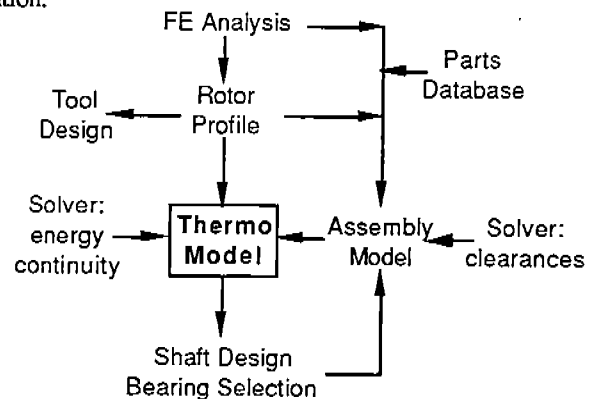 FE Analysis
Parts
Database
Tool
Design
Rotor
Profile
Solver:
energy
continuity
Thermo
Model
Assembly
Model
Solver:
clearances
Shaft Design
Bearing Selection